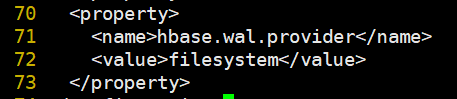 70 <property>
71 <name>hbase.wal.provider</name>
72 <value>filesystem</value>
73 </property>